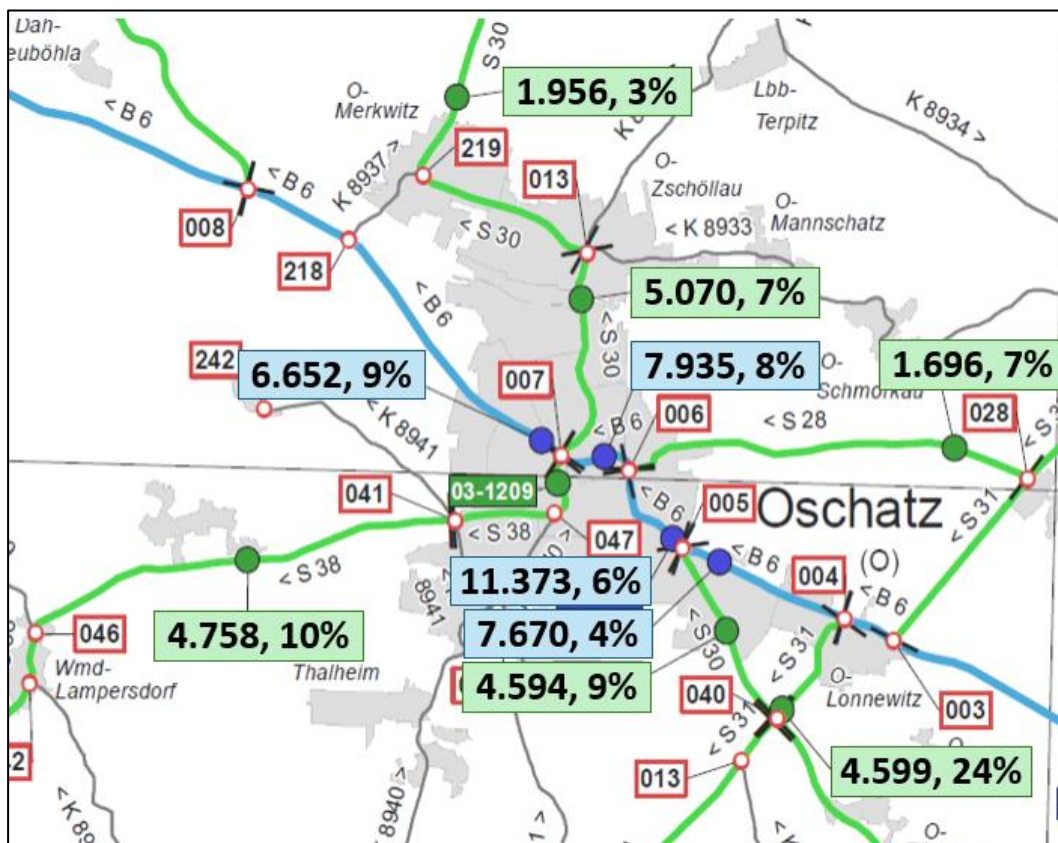 Dah-
euböhla
< B 6
O-
Merkwitz
S 30
1.956, 3%
Lbb-
Terpitz
K 8934 >
K 8937 >
219
013
O-
Zschöllau
O-
Mannschatz
< K 8933
< B 6
008
218
< S 30
< B 6
5.070, 7%
< S 30
242
6.652, 9%
007
7.935, 8%
1.696, 7%
O-
Schmorkau
< K 8941
< B 6
006
< S 28
028
041
03-1209
< B 6
005
Oschatz
< S 31
< S 38
047
(O)
< S 38
11.373, 6%
< B 6
004
< B 6
8941
4.758, 10%
7.670, 4%
046
Wmd-
Lampersdorf
Thalheim
4.594, 9%
< S 30
< S 31
O-
Lonnewitz
040
003
< S 31
013
4.599, 24%
< K 89
K 8940 >
O-